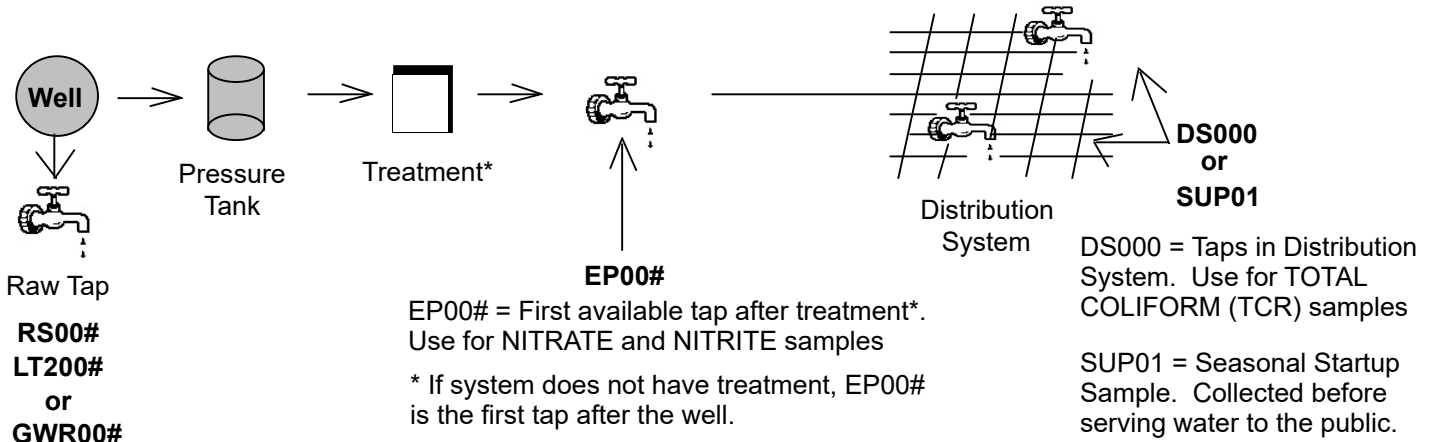 Well
Raw Tap
RS00#
LT200#
or
GWR00#
Pressure
Tank
Treatment*
EP00#
EP00# = First available tap after treatment*.
Use for NITRATE and NITRITE samples
* If system does not have treatment, EP00#
is the first tap after the well.
Distribution
System
DS000
or
SUP01
DS000 = Taps in Distribution
System. Use for TOTAL
COLIFORM (TCR) samples
SUP01 = Seasonal Startup
Sample. Collected before
serving water to the public.